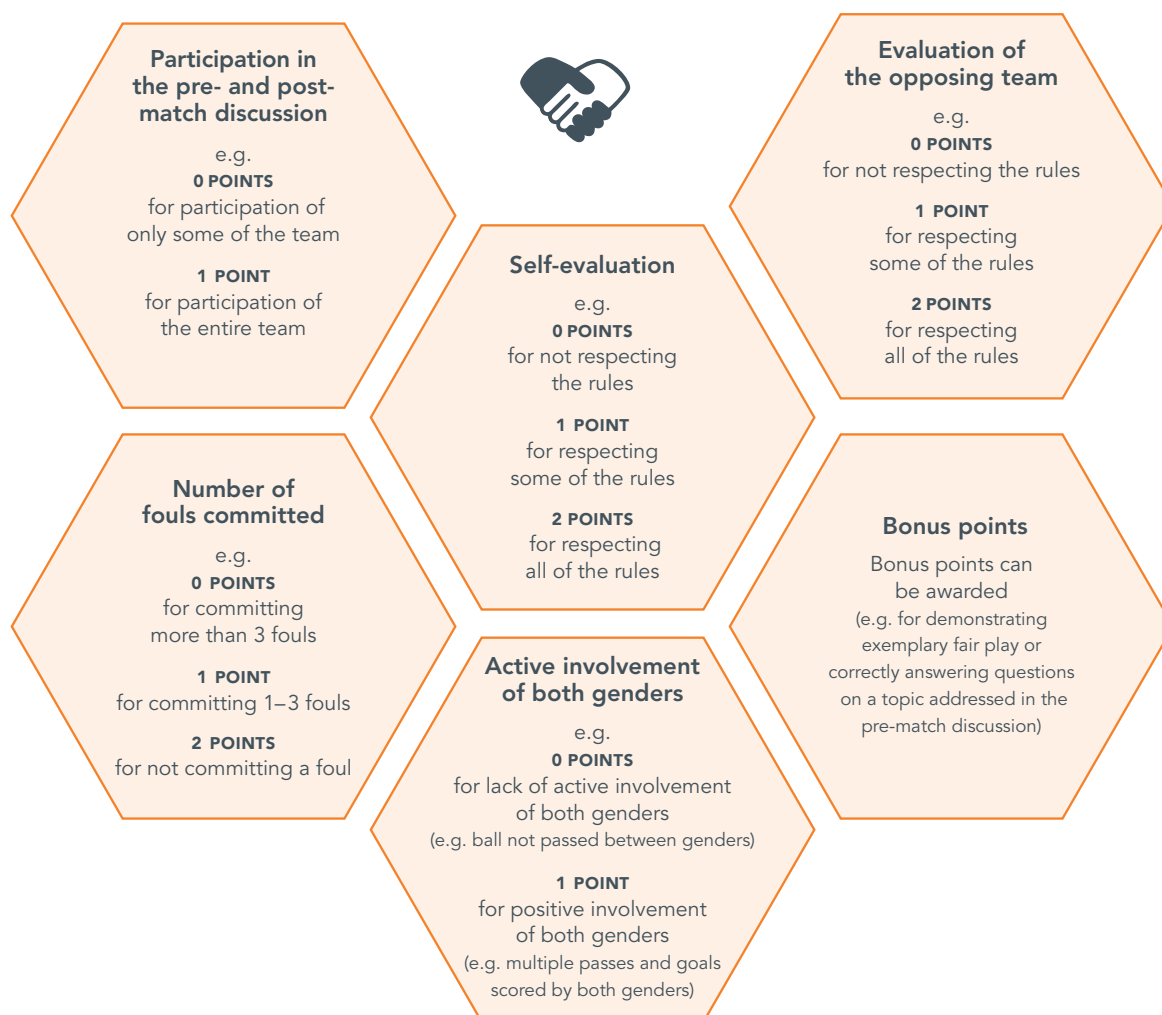 Participation in
the pre- and post-
match discussion
e.g.
0 POINTS
for participation of
only some of the team
1 POINT
for participation of
the entire team
Evaluation of
the opposing team
e.g.
0 POINTS
for not respecting the rules
1 POINT
for respecting
some of the rules
2 POINTS
for respecting
all of the rules
Self-evaluation
e.g.
0 POINTS
for not respecting
the rules
1 POINT
for respecting
some of the rules
2 POINTS
for respecting
all of the rules
Number of
fouls committed
e.g.
0 POINTS
for committing
more than 3 fouls
1 POINT
for committing 1–3 fouls
2 POINTS
for not committing a foul
Bonus points
Bonus points can
be awarded
(e.g. for demonstrating
exemplary fair play or
correctly answering questions
on a topic addressed in the
pre-match discussion)
Active involvement
of both genders
e.g.
0 POINTS
for lack of active involvement
of both genders
(e.g. ball not passed between genders)
1 POINT
for positive involvement
of both genders
(e.g. multiple passes and goals
scored by both genders)